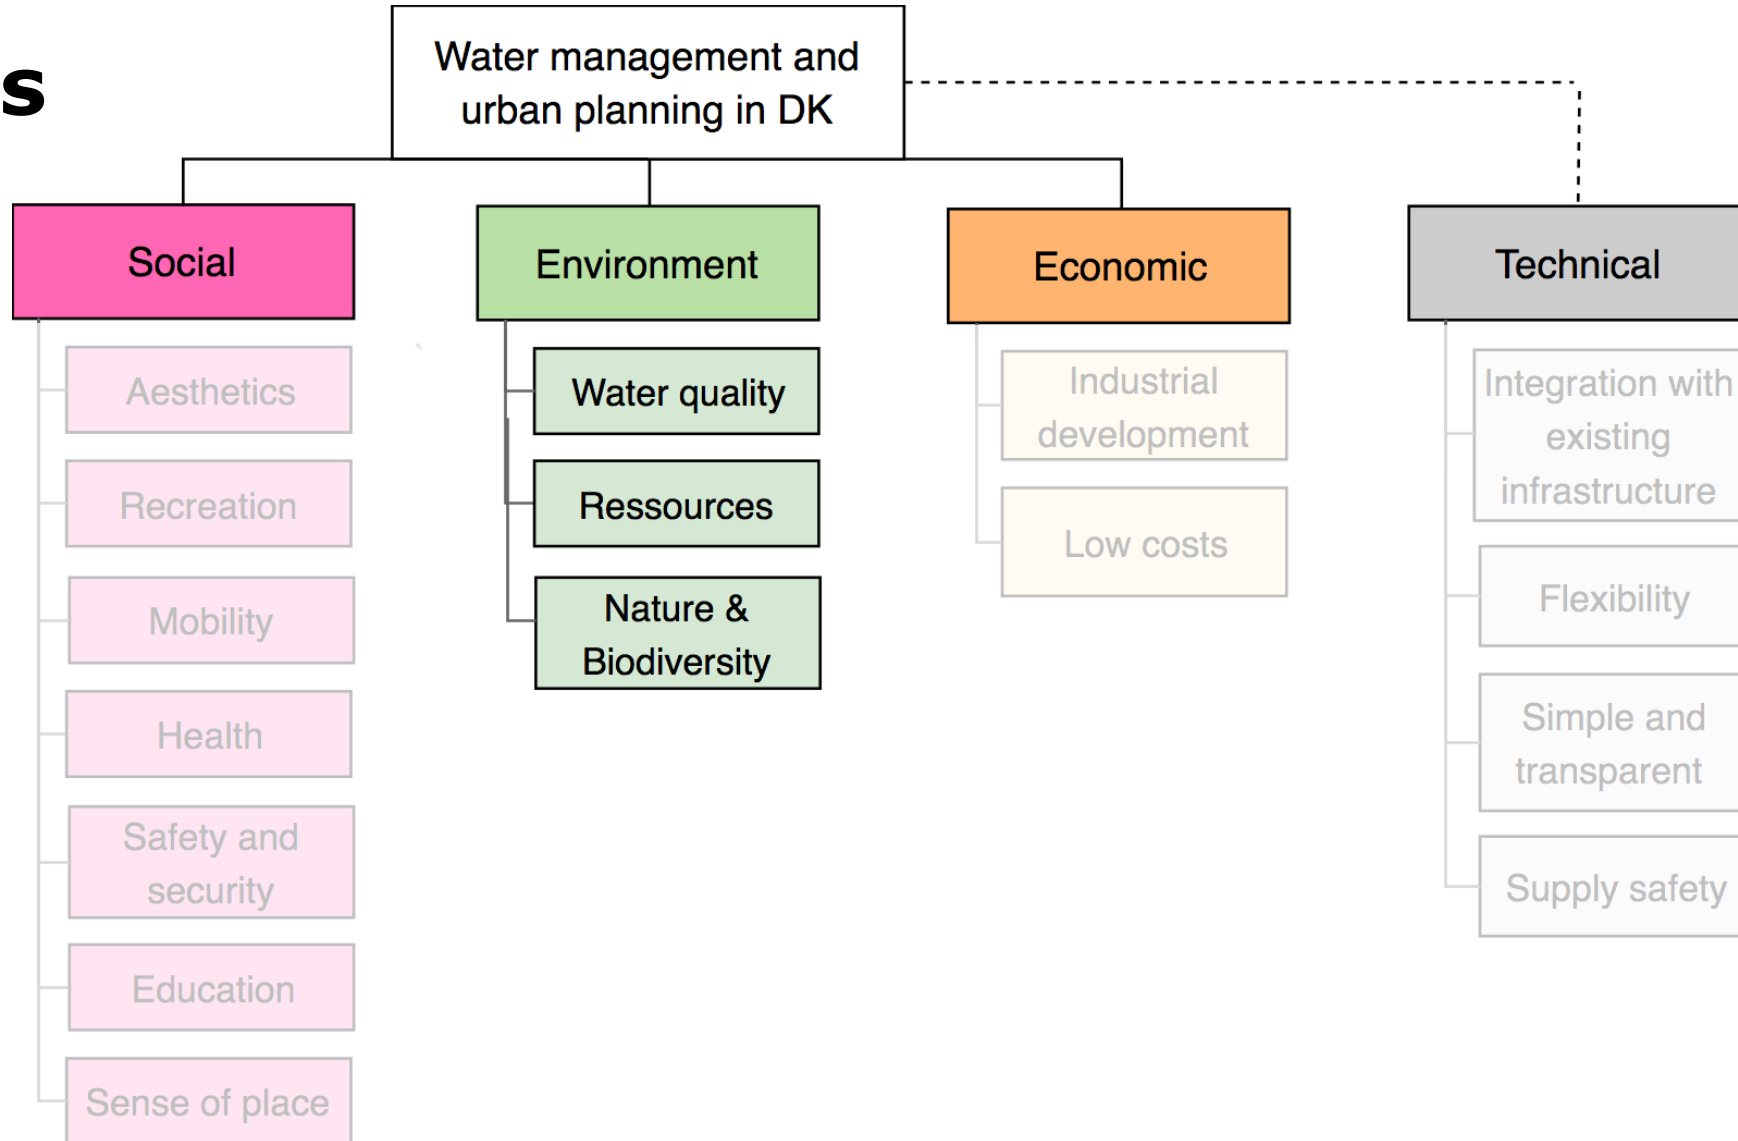 s
Water management and
urban planning in DK
Social
Aesthetics
Recreation
Mobility
Health
Safety and
security
Education
Sense of place
Environment
Water quality
Ressources
Nature &
Biodiversity
Economic
Industrial
development
Low costs
Technical
Integration with
existing
infrastructure
Flexibility
Simple and
transparent
Supply safety